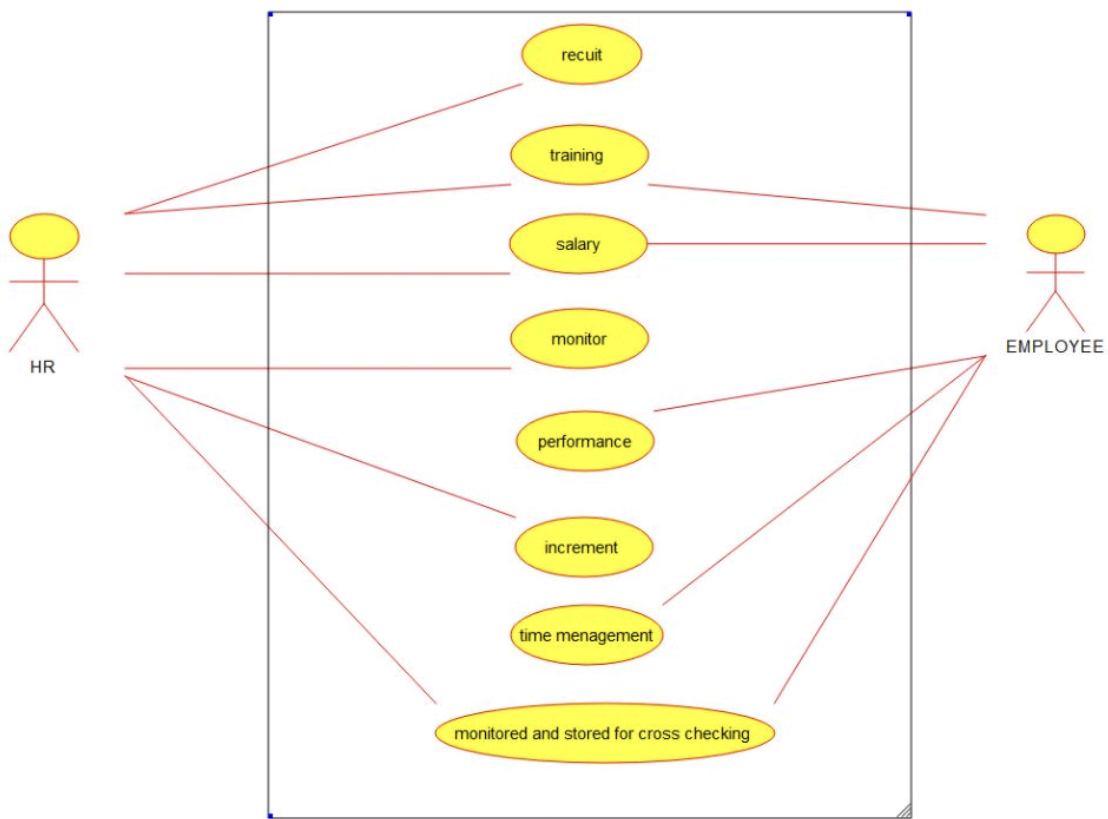 recuit
training
salary
monitor
HR
EMPLOYEE
performance
increment
time menagement
monitored and stored for cross checking